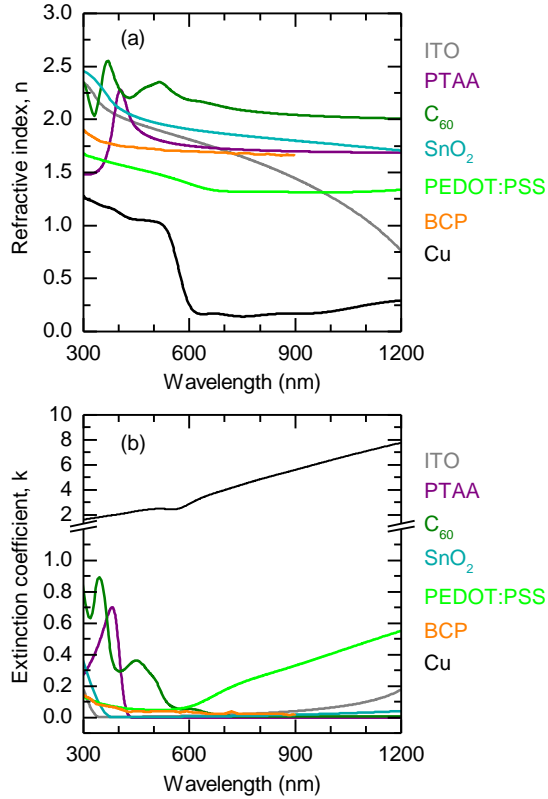 (a)
3.0
2.5
2.0
1.5
1.0
0.5
0.0
Refractive index, n
300 600 900 1200
Wavelength (nm)
ITO
PTAA
C₆₀
SnO₂
PEDOT:PSS
BCP
Cu
(b)
10
8
6
4
2
1.0
0.8
0.6
0.4
0.2
0.0
Extinction coefficient, k
300 600 900 1200
Wavelength (nm)
ITO
PTAA
C₆₀
SnO₂
PEDOT:PSS
BCP
Cu